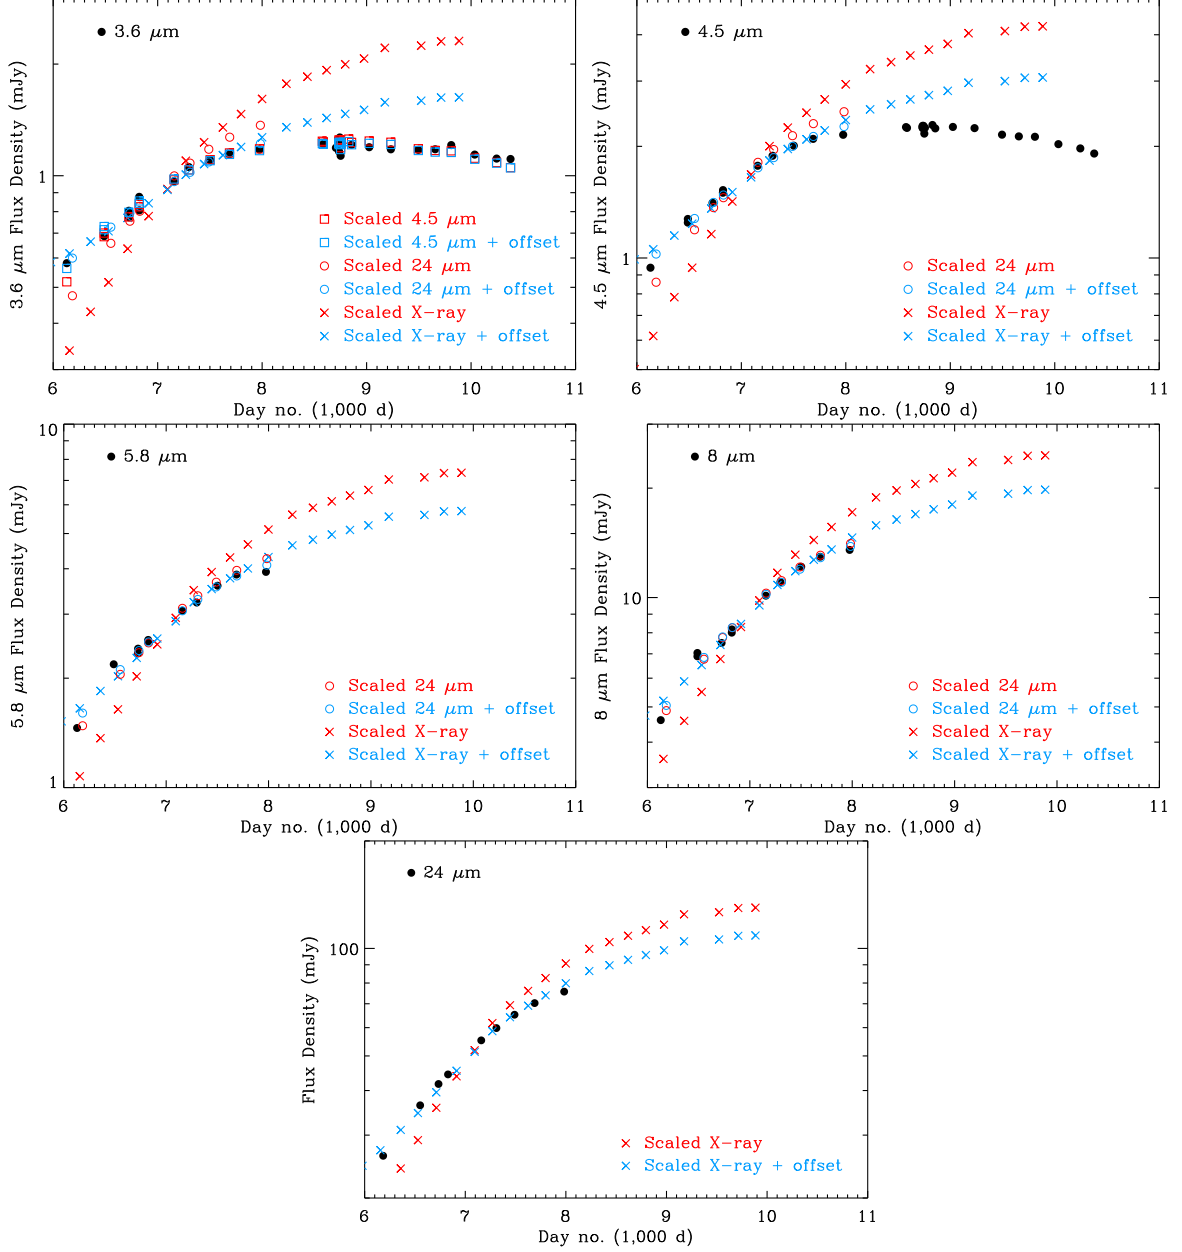 3.6 µm
2
1
3.6 µm Flux Density (mJy)
Scaled 4.5 µm
Scaled 4.5 µm + offset
Scaled 24 µm
Scaled 24 µm + offset
Scaled X-ray
Scaled X-ray + offset
6 7 8 9 10 11
Day no. (1,000 d)
4.5 µm
1
4.5 µm Flux Density (mJy)
Scaled 24 µm
Scaled 24 µm + offset
Scaled X-ray
Scaled X-ray + offset
6 7 8 9 10 11
Day no. (1,000 d)
10
5.8 µm
1
5.8 µm Flux Density (mJy)
Scaled 24 µm
Scaled 24 µm + offset
Scaled X-ray
Scaled X-ray + offset
6 7 8 9 10 11
Day no. (1,000 d)
8 µm
10
8 µm Flux Density (mJy)
Scaled 24 µm
Scaled 24 µm + offset
Scaled X-ray
Scaled X-ray + offset
6 7 8 9 10 11
Day no. (1,000 d)
24 µm
100
Flux Density (mJy)
Scaled X-ray
Scaled X-ray + offset
6 7 8 9 10 11
Day no. (1,000 d)